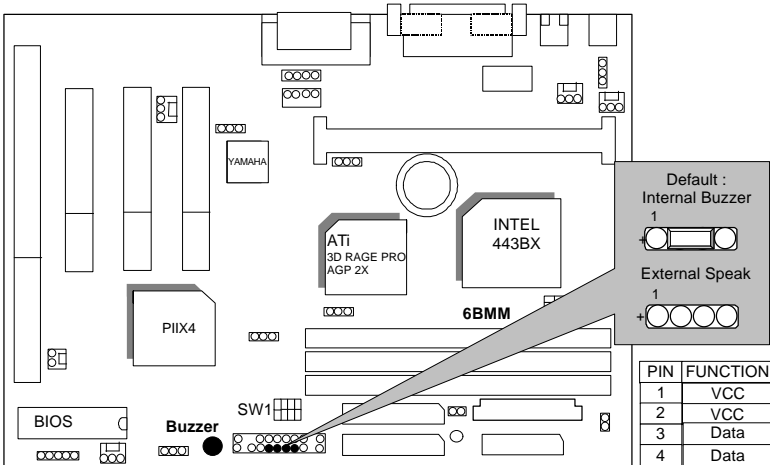 YAMAHA
ATi
3D RAGE PRO
AGP 2X
INTEL
443BX
Default :
Internal Buzzer
1
+
External Speak
1
+
6BMM
PIIX4
SW1
BIOS
Buzzer
PIN FUNCTION
1 VCC
2 VCC
3 Data
4 Data